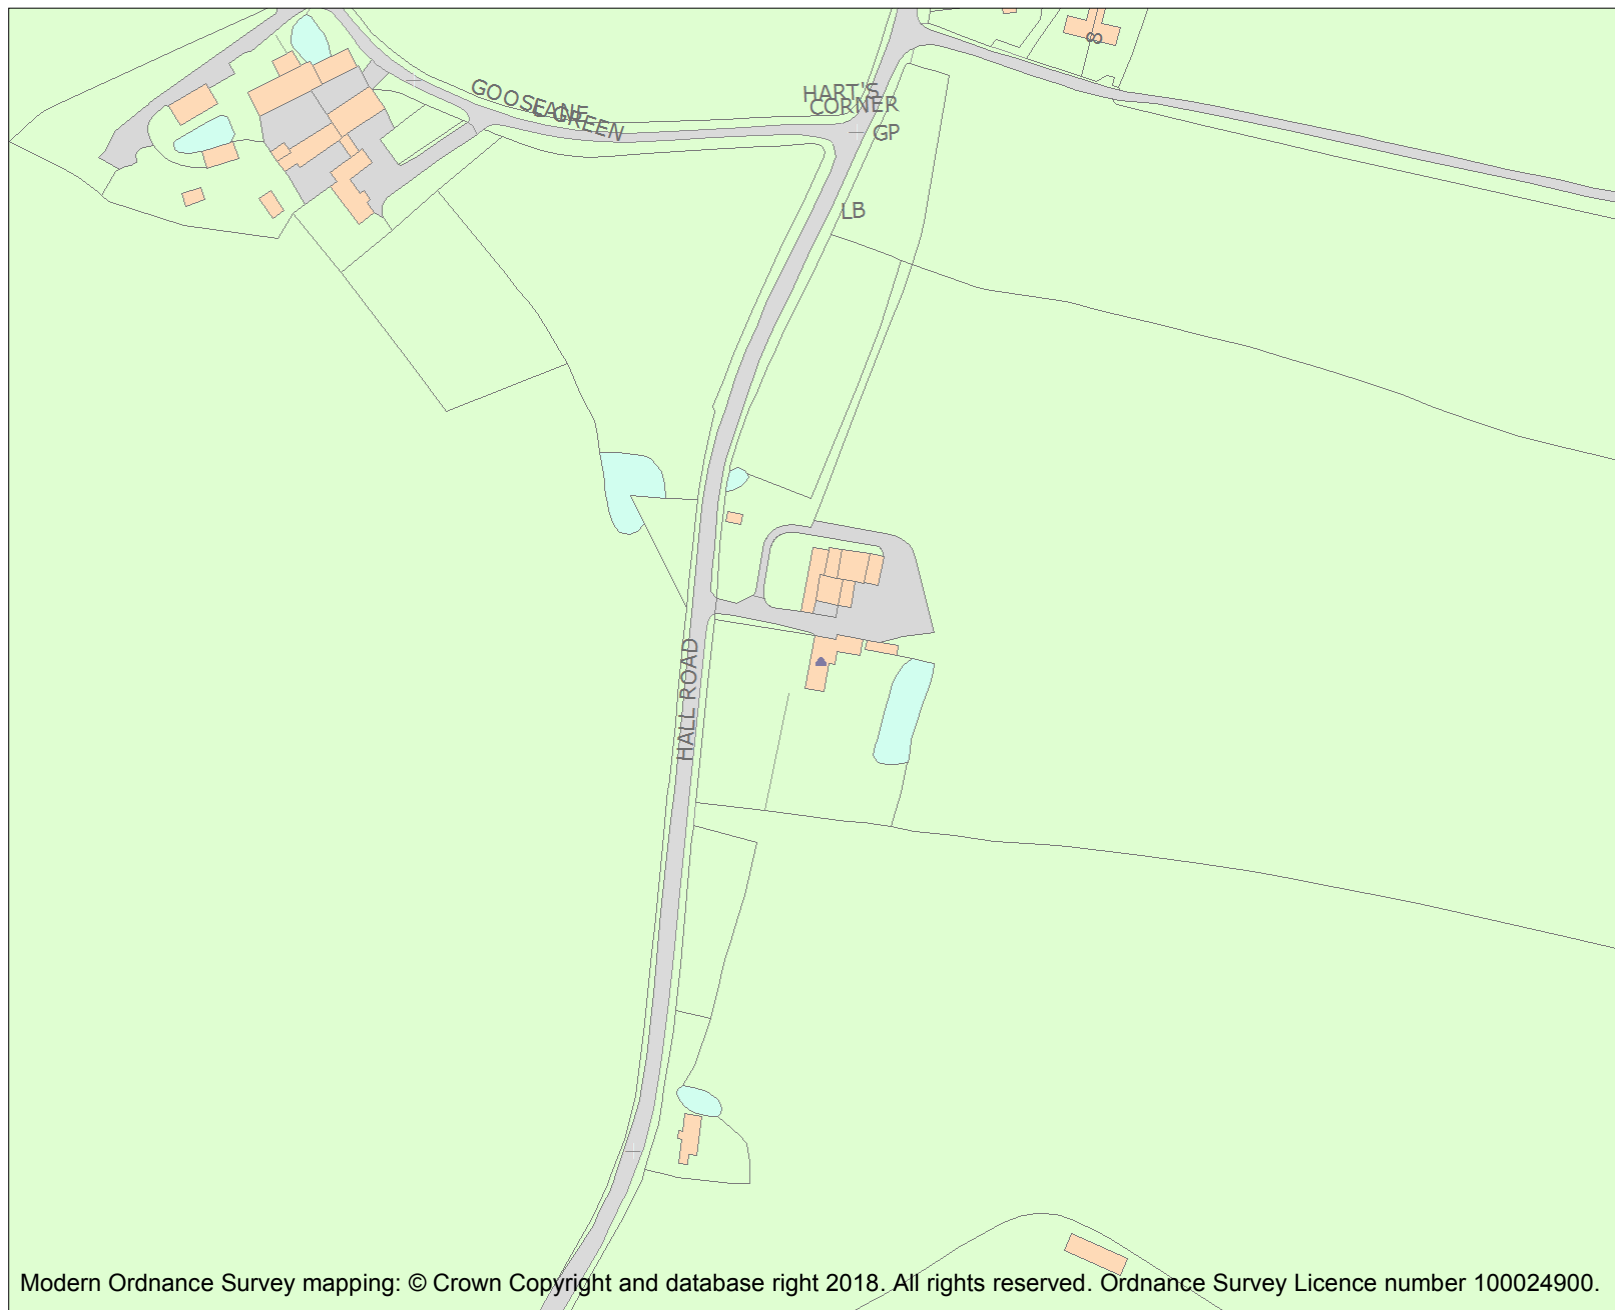 8
GOOSE GREEN
LANE
HART'S
CORNER
GP
LB
HALL ROAD
Modern Ordnance Survey mapping: © Crown Copyright and database right 2018. All rights reserved. Ordnance Survey Licence number 100024900.